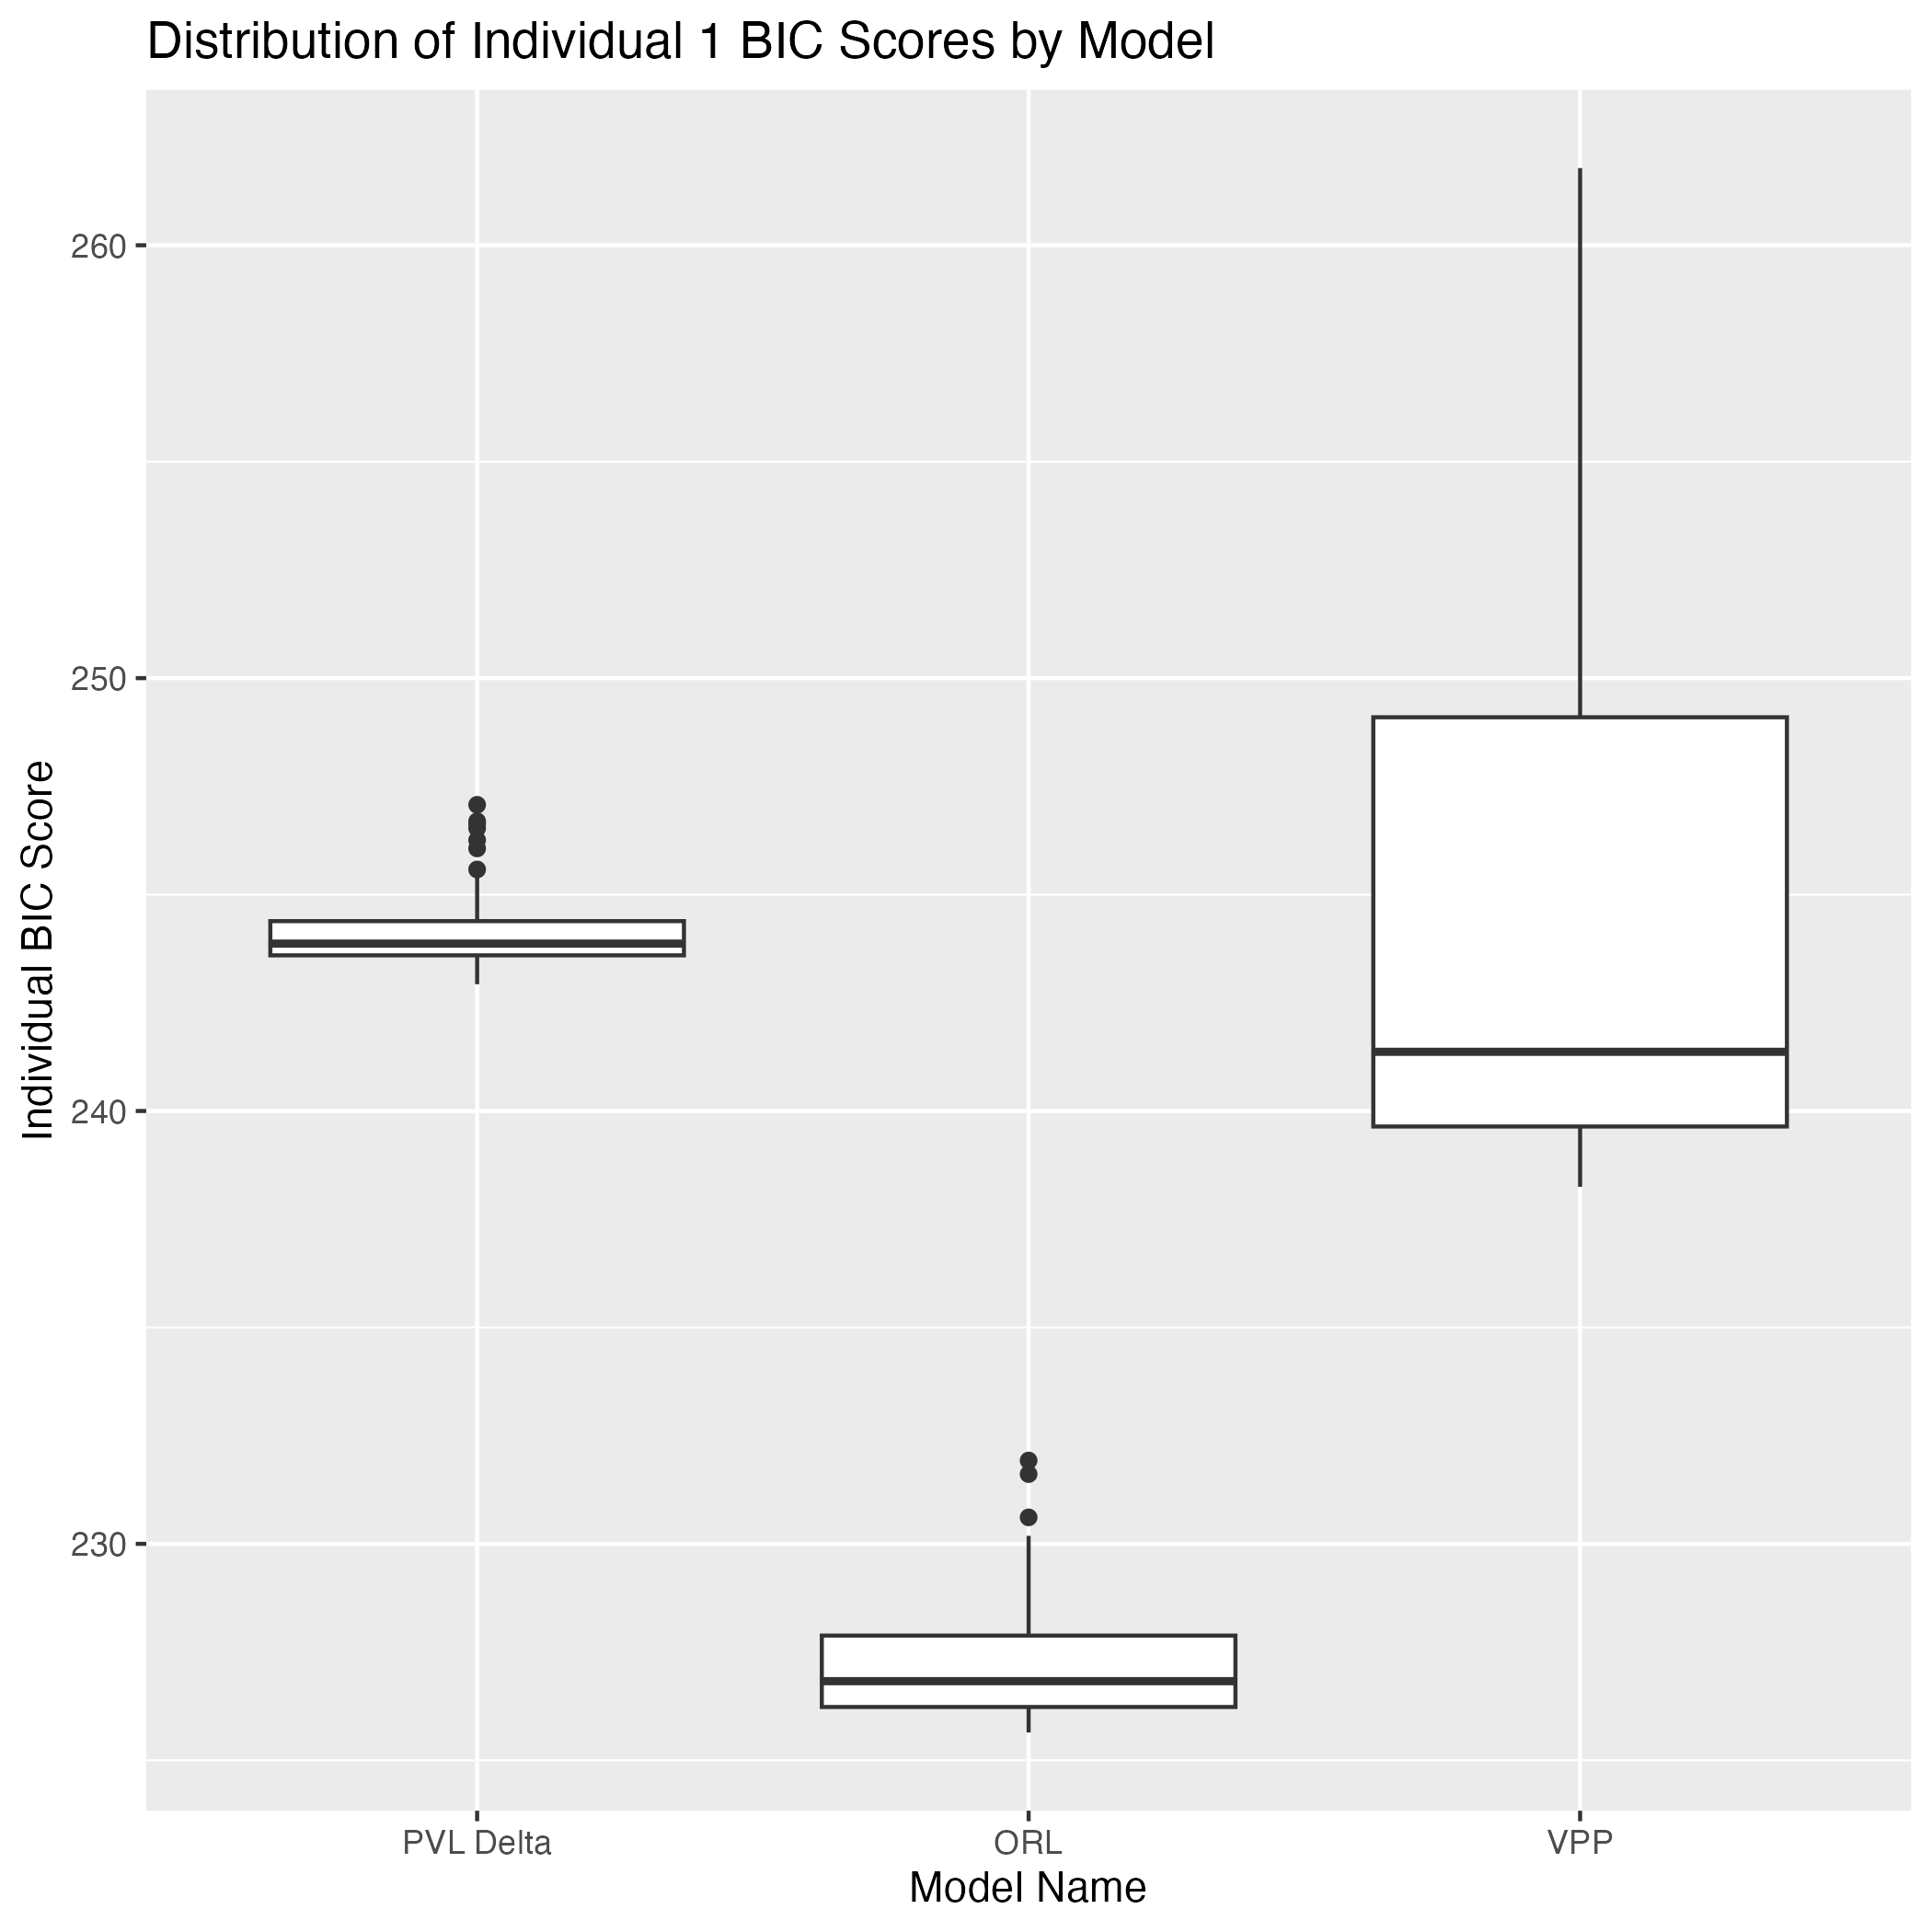 Distribution of Individual 1 BIC Scores by Model
Individual BIC Score
260
250
240
230
PVL Delta
ORL
VPP
Model Name